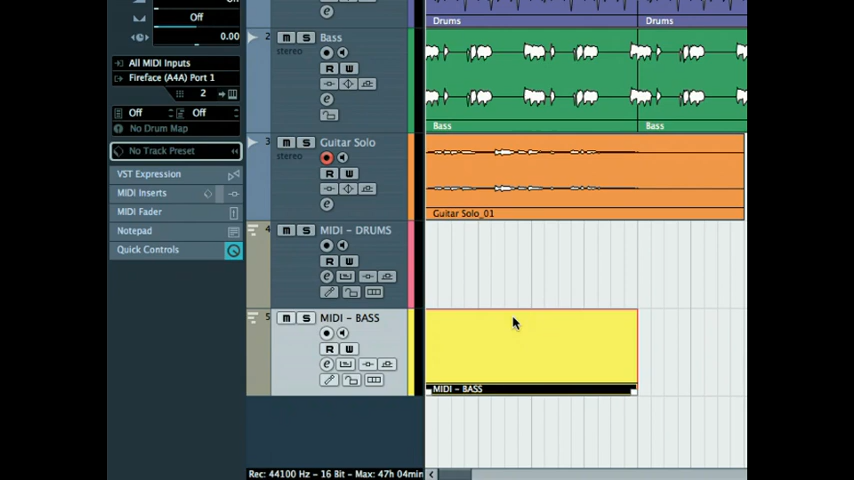 Off
0.00
All MIDI Inputs
Fireface (A4A) Port 1
2
Off Off
No Drum Map
No Track Preset
VST Expression
MIDI Inserts
MIDI Fader
Notepad
Quick Controls
e
2 m S Bass
stereo
R W
e
3 m S Guitar Solo
stereo
R W
e
4 m S MIDI - DRUMS
R W
e
5 m S MIDI - BASS
R W
e
Drums Drums
Bass Bass
Guitar Solo_01
MIDI - BASS
Rec: 44100 Hz - 16 Bit - Max: 47h 04min